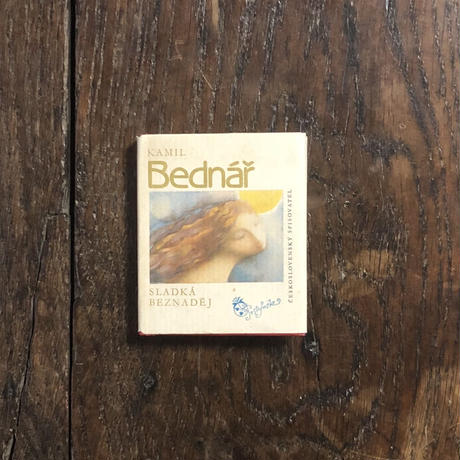 KAMIL
Bednář
SLADKÁ
BEZNADĚJ
ČESKOSLOVENSKÝ SPISOVATEL